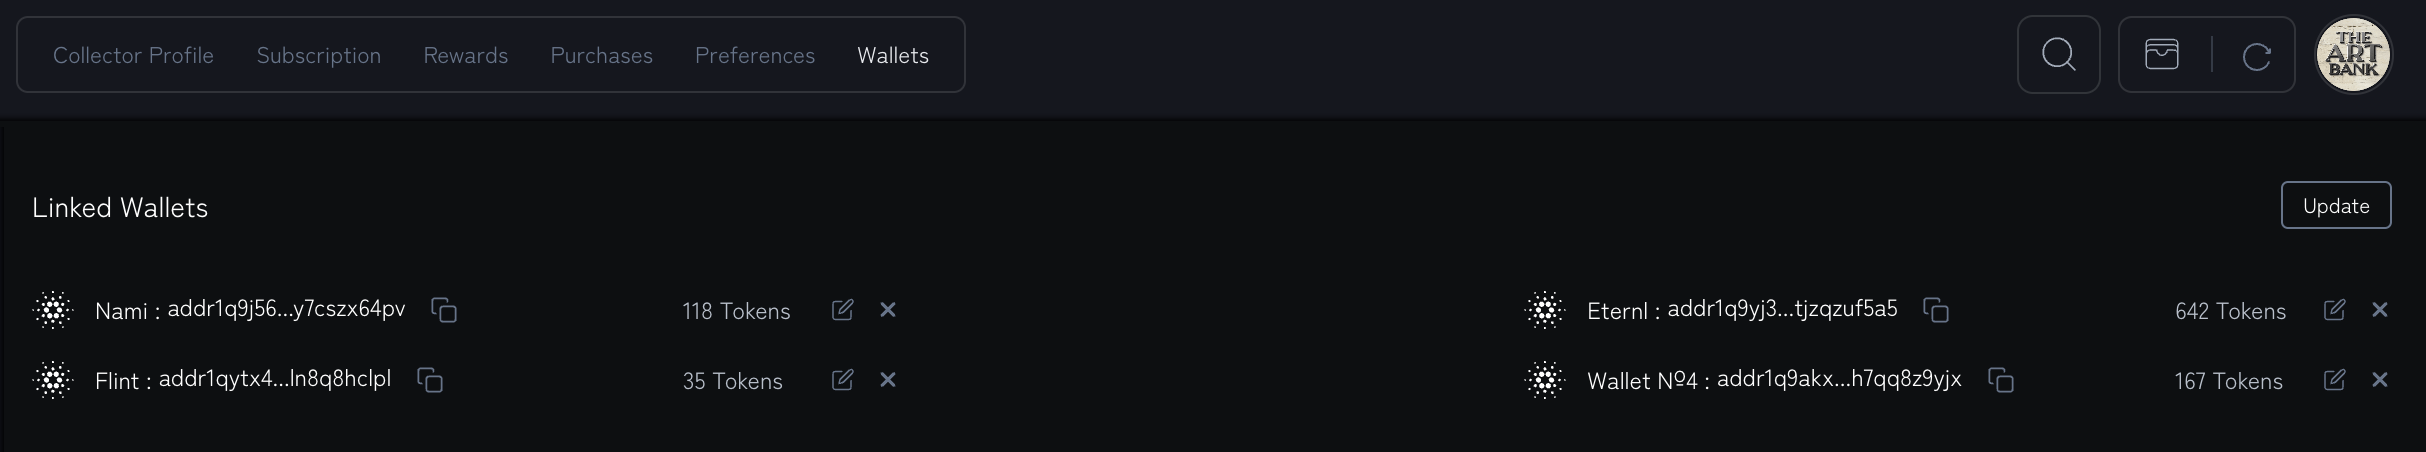 Collector Profile Subscription Rewards Purchases Preferences Wallets
THE
ART
BANK
Linked Wallets Update
Nami : addr1q9j56...y7cszx64pv 118 Tokens Eternl : addr1q9yj3...tjzqzuf5a5 642 Tokens
Flint : addr1qytx4...ln8q8hclpl 35 Tokens Wallet Nº4 : addr1q9akx...h7qq8z9yjx 167 Tokens